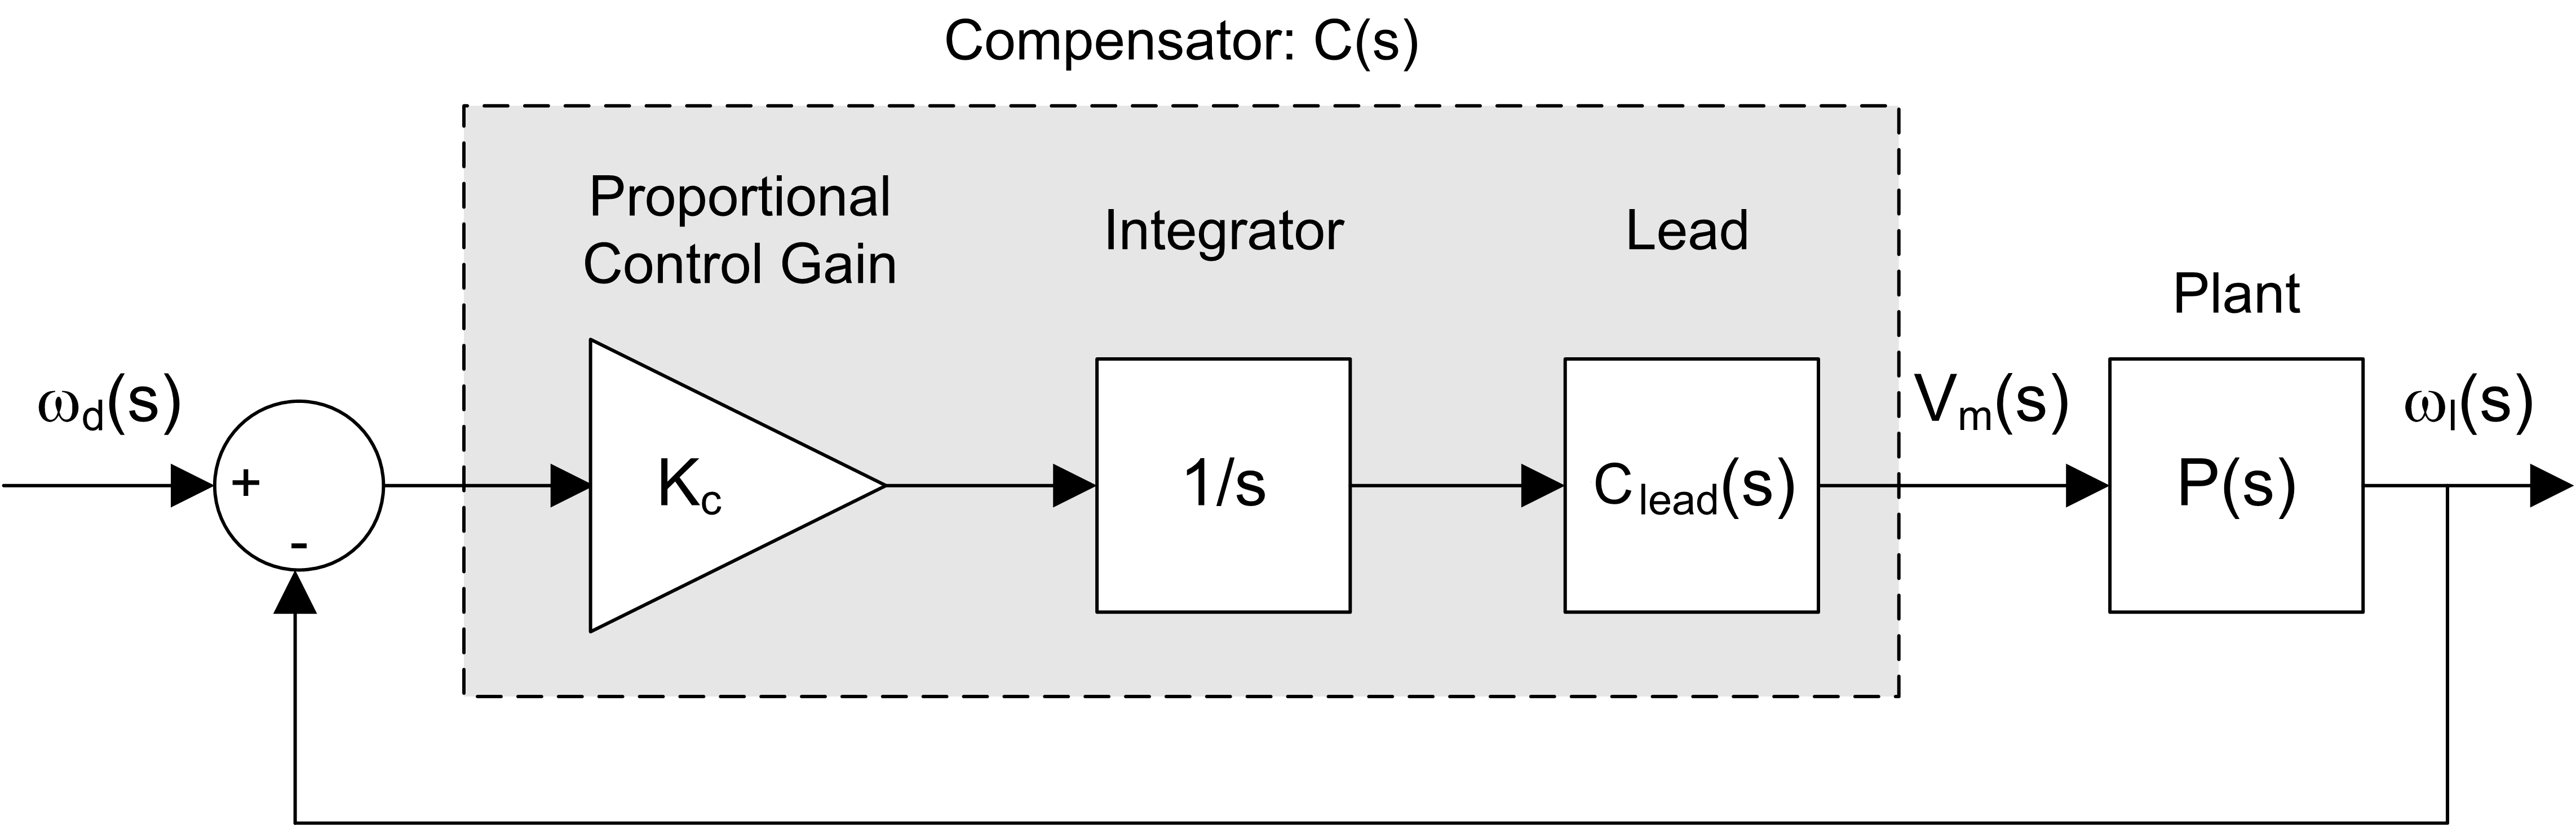 Compensator: C(s)
Proportional
Control Gain
Integrator
Lead
Plant
ωd(s)
+
-
Kc
1/s
Clead(s)
Vm(s)
P(s)
ωl(s)